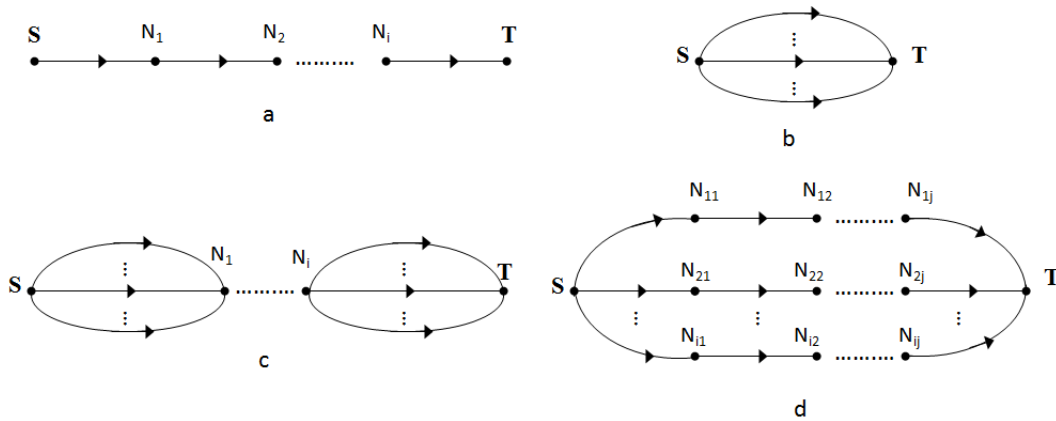 S N₁ N₂ ………. Nᵢ T
a
S ⋮ ⋮ T
b
S ⋮ ⋮ N₁ ………. Nᵢ ⋮ ⋮ T
c
N₁₁ N₁₂ ………. N₁ⱼ
S N₂₁ N₂₂ ………. N₂ⱼ T
⋮ ⋮ ⋮
Nᵢ₁ Nᵢ₂ ………. Nᵢⱼ
d